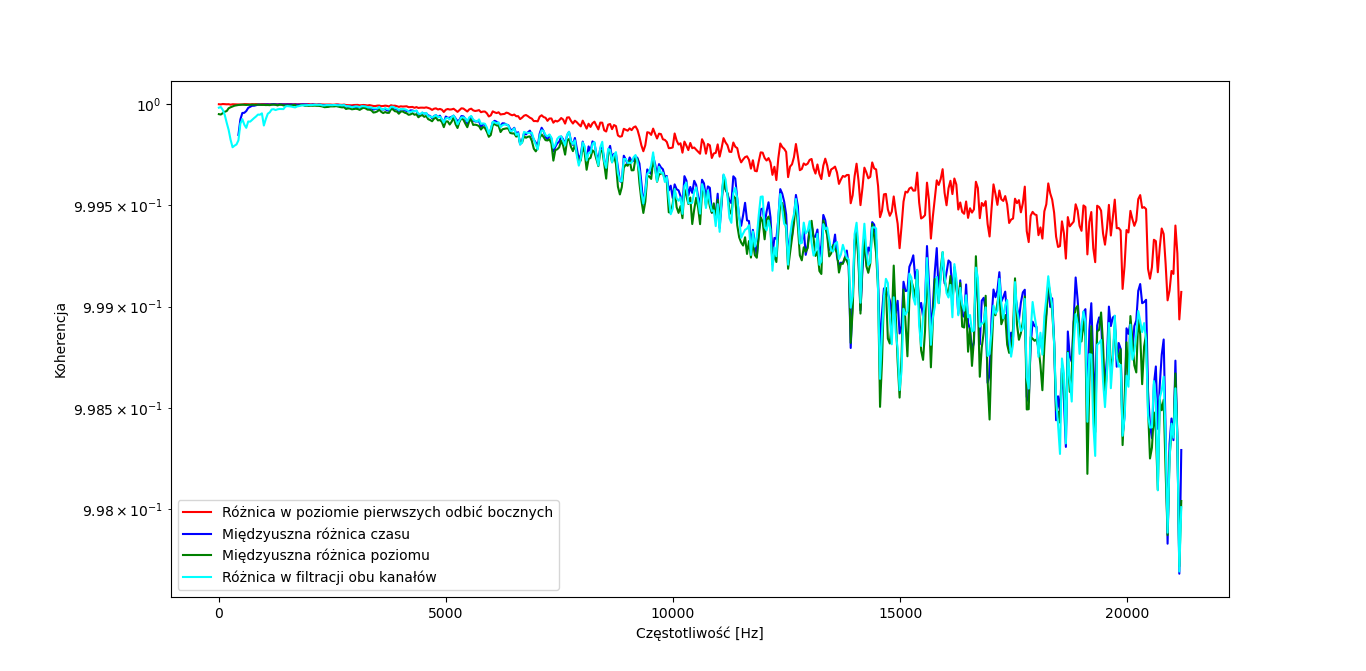 10⁰
9.995 × 10⁻¹
9.99 × 10⁻¹
9.985 × 10⁻¹
9.98 × 10⁻¹
Koherencja
Różnica w poziomie pierwszych odbić bocznych
Międzyuszna różnica czasu
Międzyuszna różnica poziomu
Różnica w filtracji obu kanałów
0 5000 10000 15000 20000
Częstotliwość [Hz]